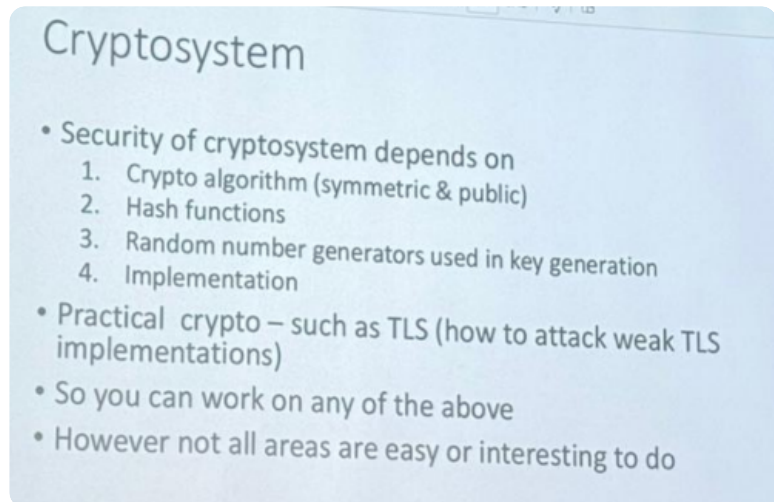 Cryptosystem
• Security of cryptosystem depends on
1. Crypto algorithm (symmetric & public)
2. Hash functions
3. Random number generators used in key generation
4. Implementation
• Practical crypto – such as TLS (how to attack weak TLS
implementations)
• So you can work on any of the above
• However not all areas are easy or interesting to do